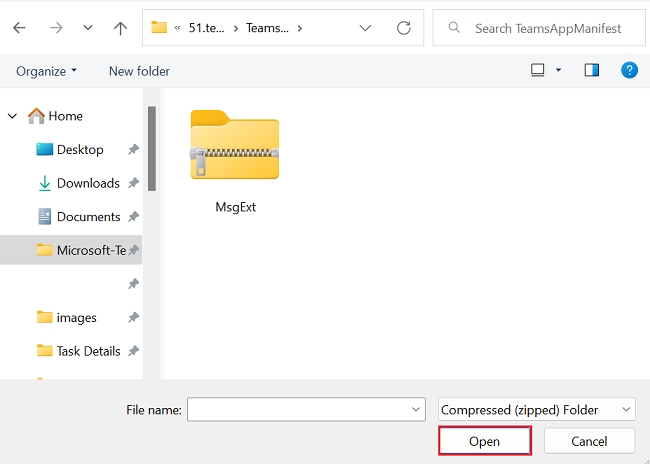 « 51.te... > Teams... >
Search TeamsAppManifest
Organize
New folder
?
Home
Desktop
Downloads
Documents
Microsoft-Te
images
Task Details
MsgExt
File name:
Compressed (zipped) Folder
Open
Cancel